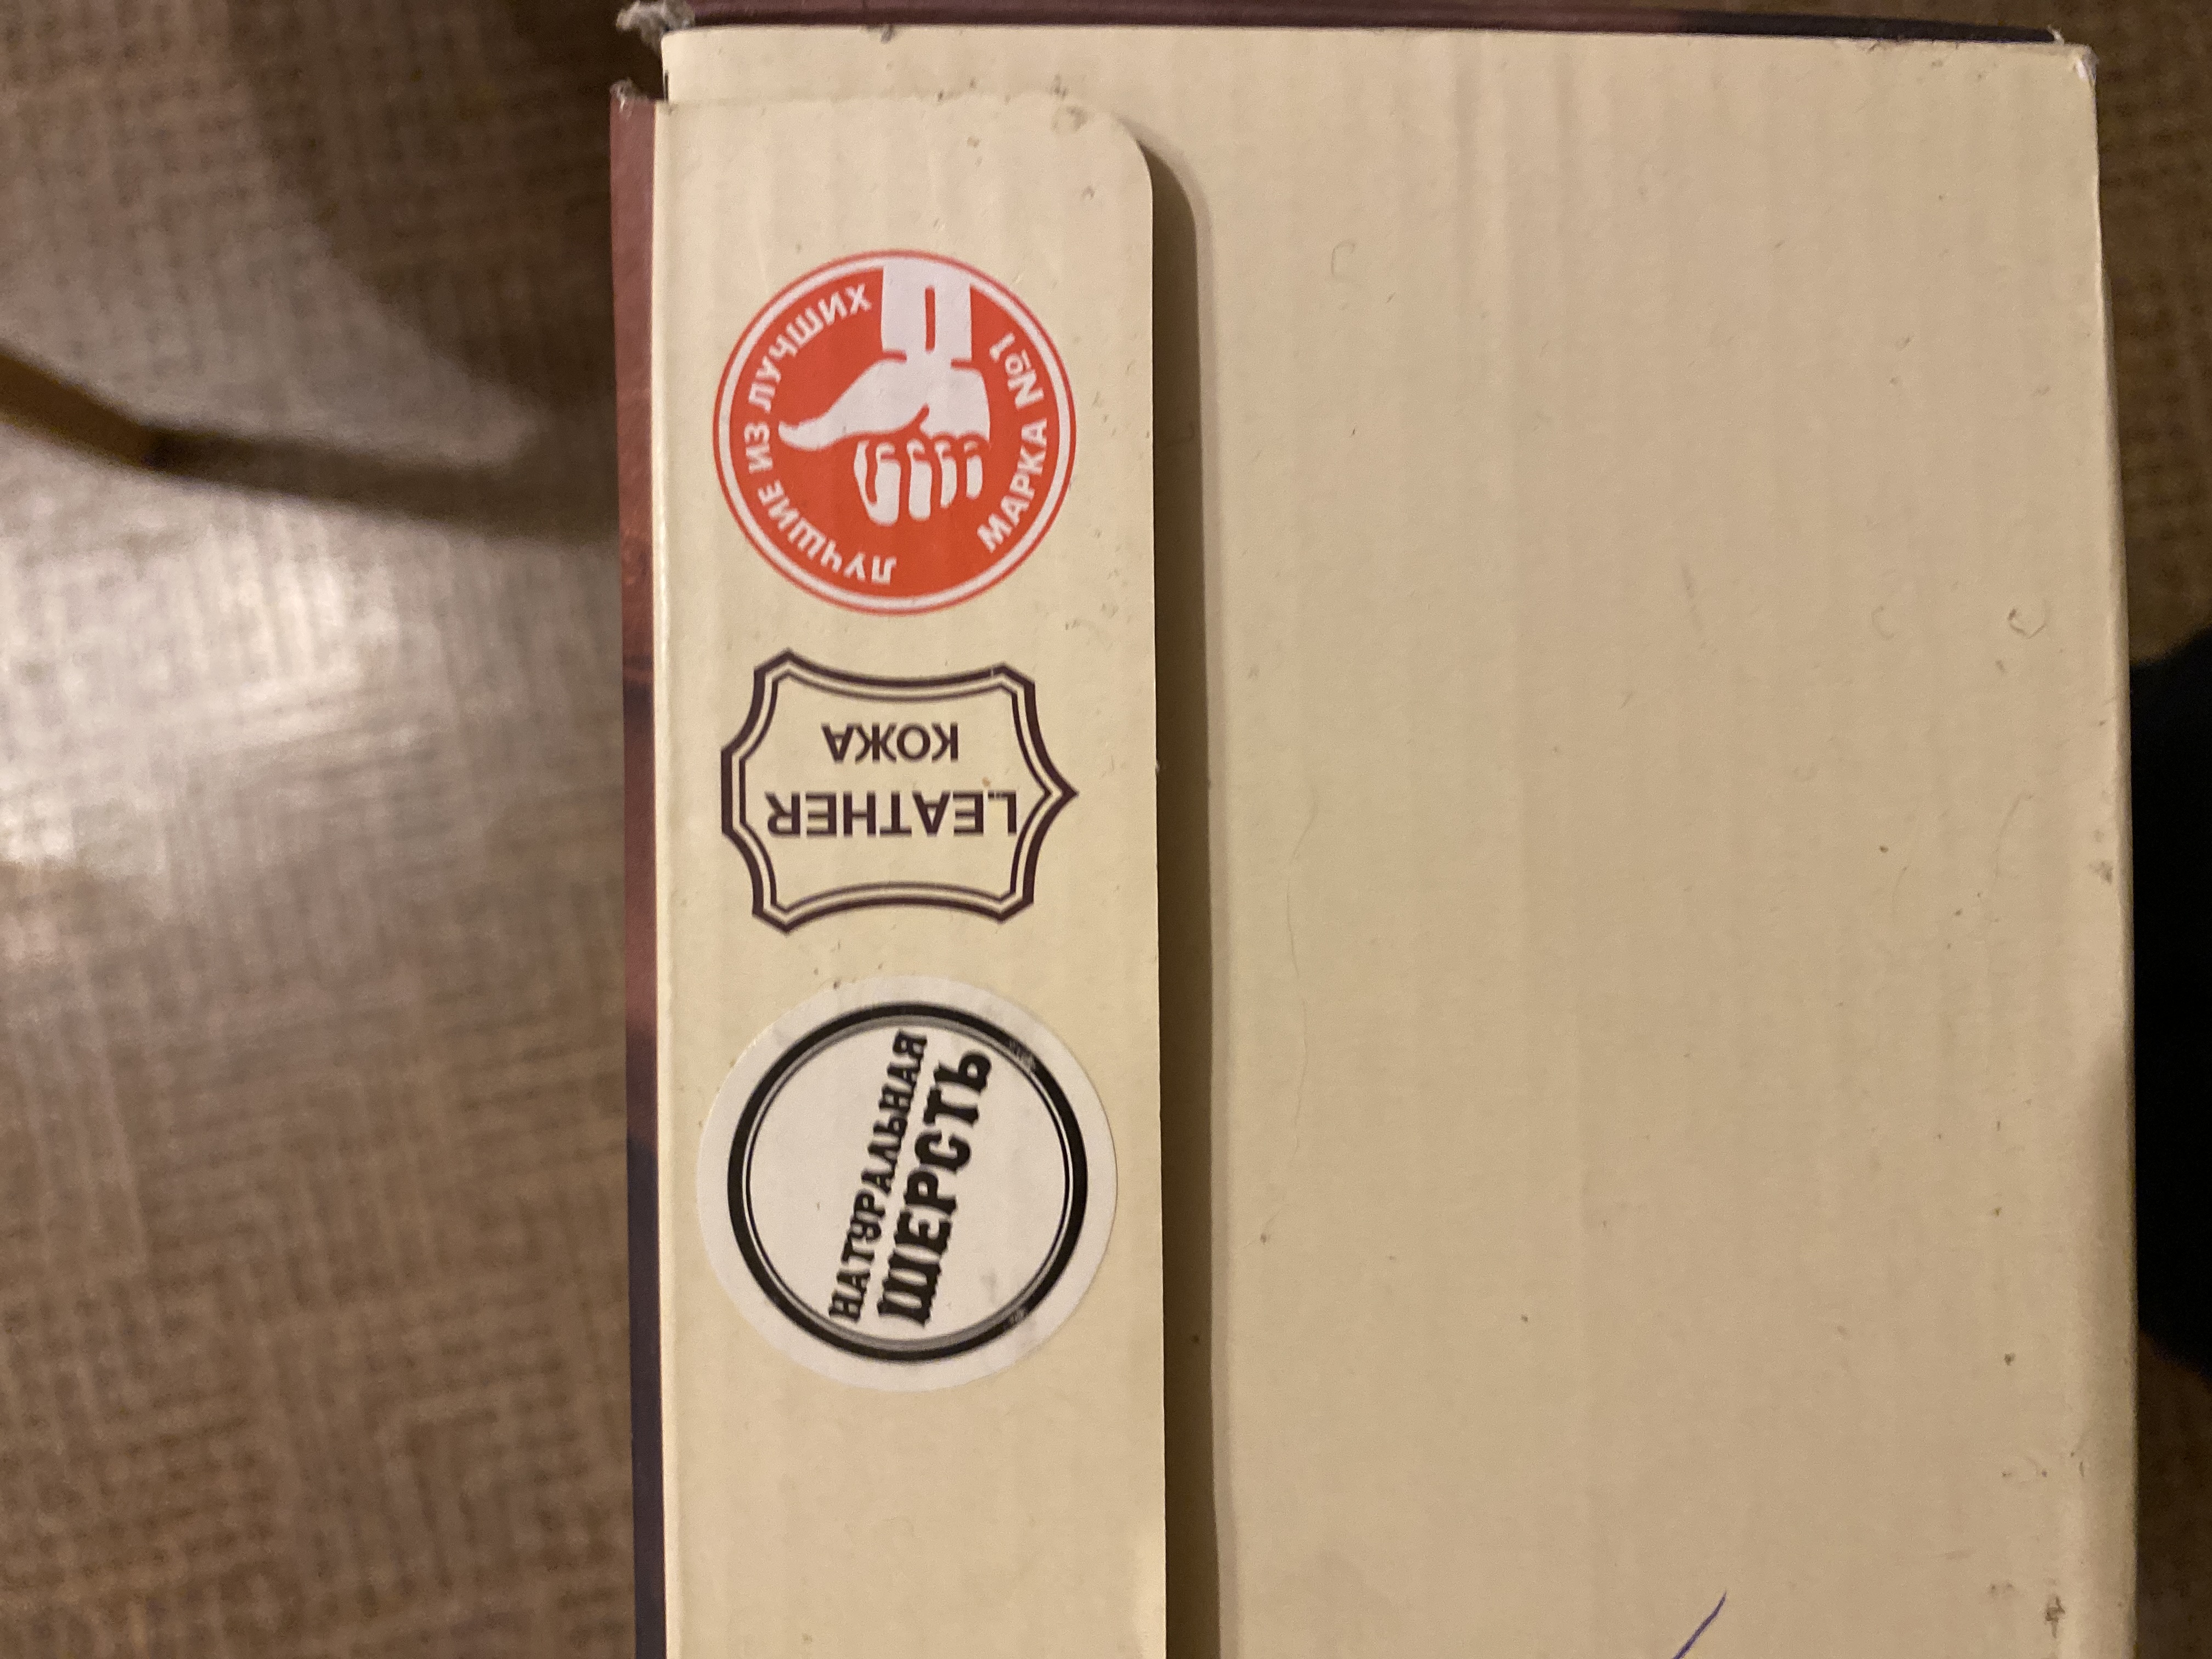 ЛУЧШИЕ ИЗ ЛУЧШИХ
МАРКА №1
LEATHER
КОЖА
НАТУРАЛЬНАЯ
ШЕРСТЬ